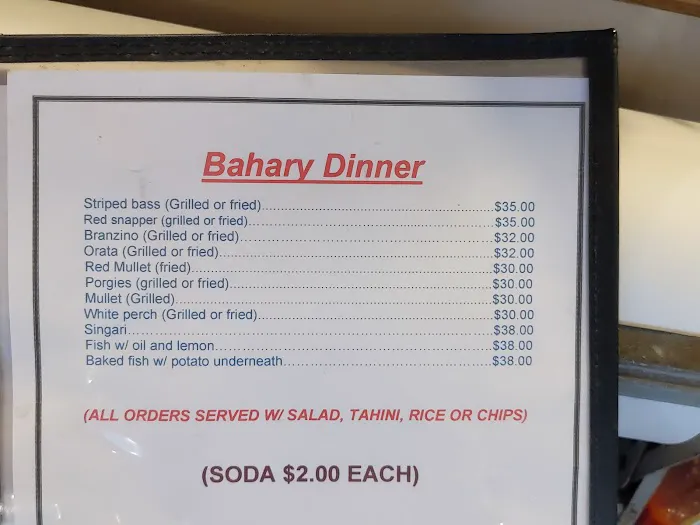 Bahary Dinner
Striped bass (Grilled or fried)..........................................................$35.00
Red snapper (grilled or fried)..........................................................$35.00
Branzino (Grilled or fried)..........................................................$32.00
Orata (Grilled or fried)..........................................................$32.00
Red Mullet (fried)..........................................................$30.00
Porgies (grilled or fried)..........................................................$30.00
Mullet (Grilled)..........................................................$30.00
White perch (Grilled or fried)..........................................................$30.00
Singari..........................................................$38.00
Fish w/ oil and lemon..........................................................$38.00
Baked fish w/ potato underneath..........................................................$38.00
(ALL ORDERS SERVED W/ SALAD, TAHINI, RICE OR CHIPS)
(SODA $2.00 EACH)